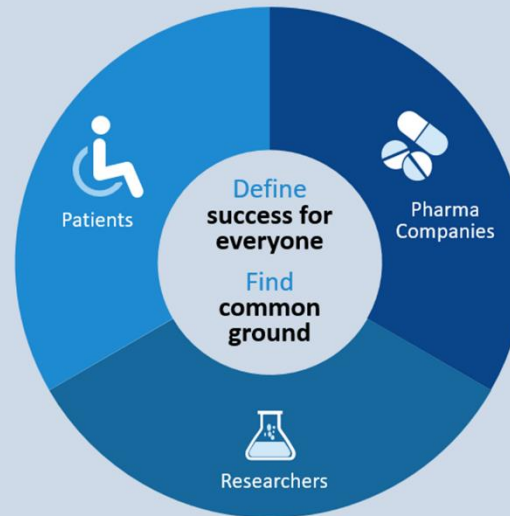 Patients
Pharma
Companies
Define
success for
everyone
Find
common
ground
Researchers